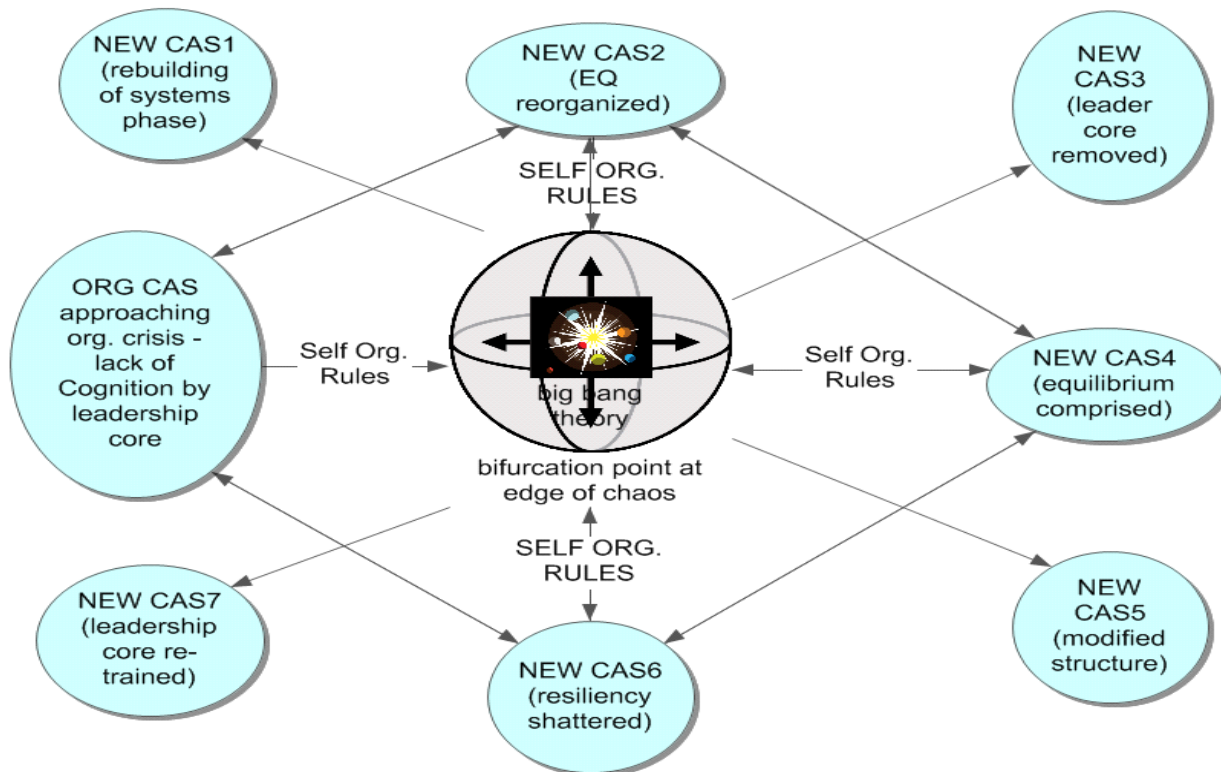 NEW CAS1
(rebuilding
of systems
phase)
NEW CAS2
(EQ
reorganized)
NEW
CAS3
(leader
core
removed)
SELF ORG.
RULES
ORG CAS
approaching
org. crisis -
lack of
Cognition by
leadership
core
Self Org.
Rules
big bang
theory
Self Org.
Rules
NEW CAS4
(equilibrium
comprised)
bifurcation point at
edge of chaos
SELF ORG.
RULES
NEW CAS7
(leadership
core re-
trained)
NEW CAS6
(resiliency
shattered)
NEW
CAS5
(modified
structure)